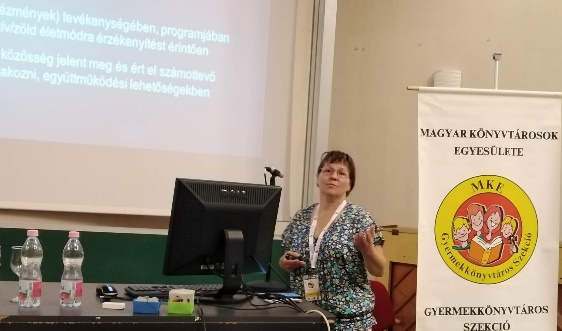 zmények) tevékenységében, programjában
ív/zöld életmódra érzékenyítést érintően
közösség jelent meg és ért el számottevő
akozni, együttműködési lehetőségekben
MAGYAR KÖNYVTÁROSOK
EGYESÜLETE
MKE
Gyermekkönyvtáros Szekció
GYERMEKKÖNYVTÁROS
SZEKCIÓ